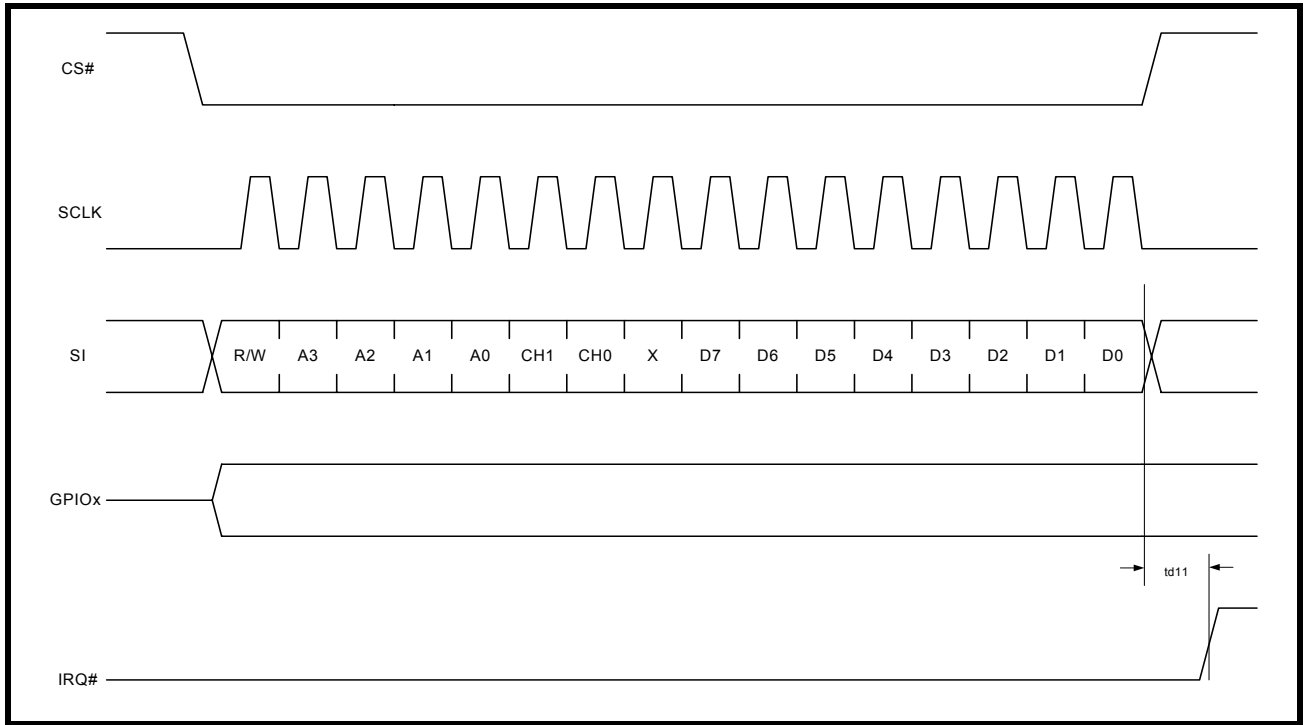 CS#
SCLK
SI
R/W A3 A2 A1 A0 CH1 CH0 X D7 D6 D5 D4 D3 D2 D1 D0
GPIOx
td11
IRQ#